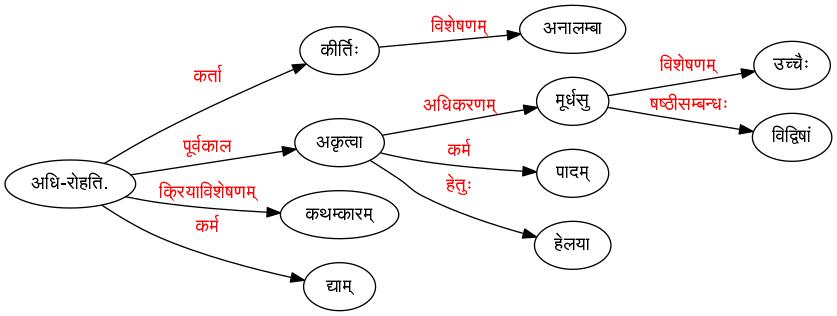 अधि-रोहति.
कर्ता
कीर्तिः
विशेषणम्
अनालम्बा
पूर्वकाल
अकृत्वा
अधिकरणम्
मूर्धसु
विशेषणम्
उच्चैः
षष्ठीसम्बन्धः
विद्विषां
कर्म
पादम्
हेतुः
हेलया
क्रियाविशेषणम्
कथम्कारम्
कर्म
द्याम्